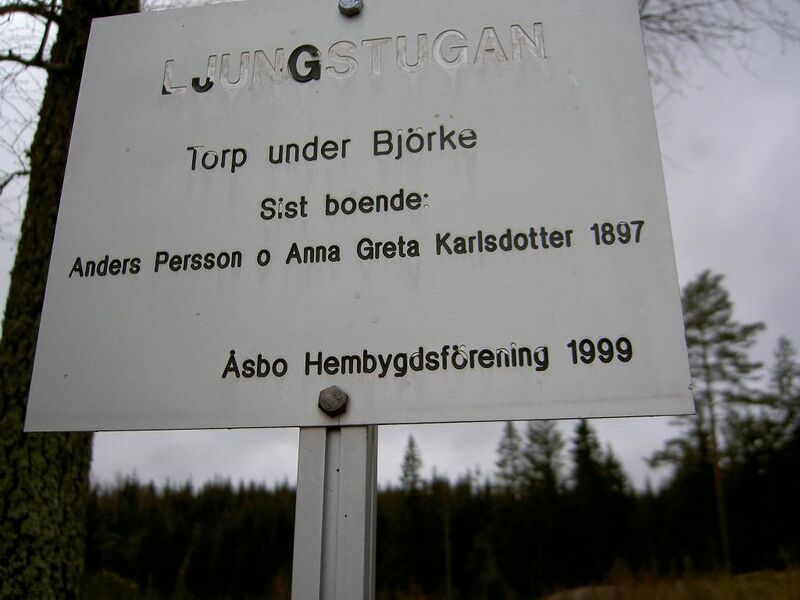 LJUNGSTUGAN
Torp under Björke
Sist boende:
Anders Persson o Anna Greta Karlsdotter 1897
Åsbo Hembygdsförening 1999